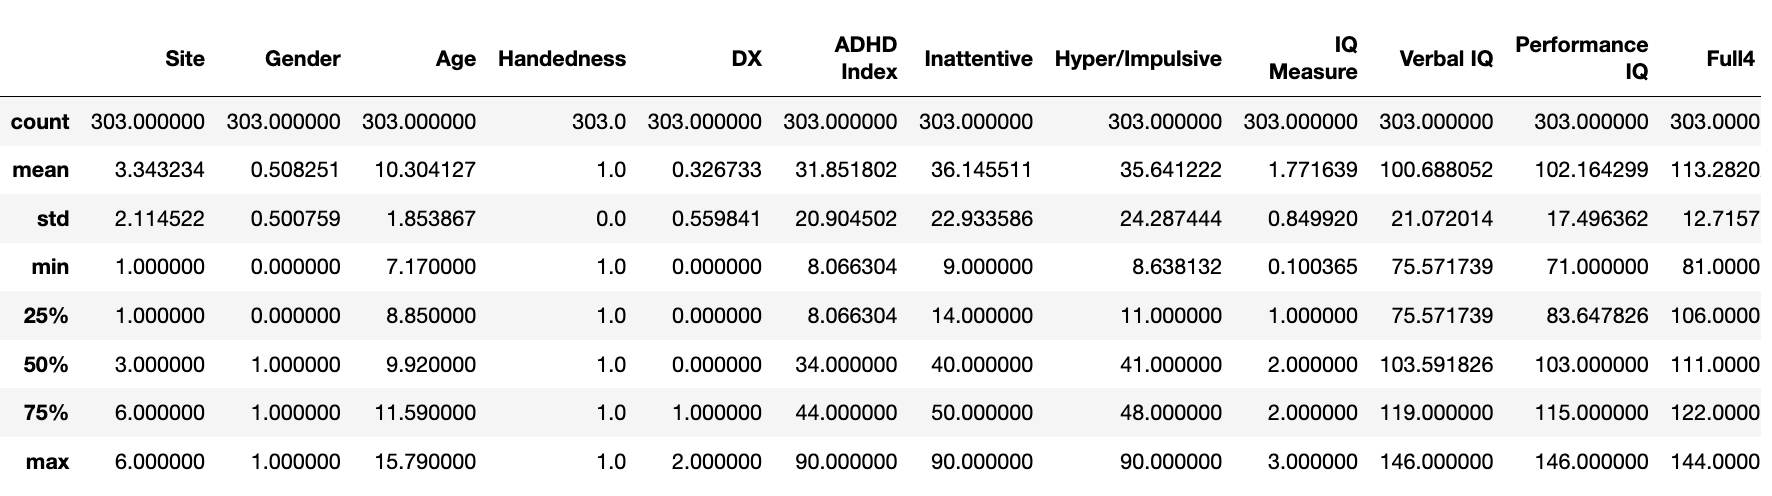 Site Gender Age Handedness DX ADHD Index Inattentive Hyper/Impulsive IQ Measure Verbal IQ Performance IQ Full4
count 303.000000 303.000000 303.000000 303.0 303.000000 303.000000 303.000000 303.000000 303.000000 303.000000 303.000000 303.0000
mean 3.343234 0.508251 10.304127 1.0 0.326733 31.851802 36.145511 35.641222 1.771639 100.688052 102.164299 113.2820
std 2.114522 0.500759 1.853867 0.0 0.559841 20.904502 22.933586 24.287444 0.849920 21.072014 17.496362 12.7157
min 1.000000 0.000000 7.170000 1.0 0.000000 8.066304 9.000000 8.638132 0.100365 75.571739 71.000000 81.0000
25% 1.000000 0.000000 8.850000 1.0 0.000000 8.066304 14.000000 11.000000 1.000000 75.571739 83.647826 106.0000
50% 3.000000 1.000000 9.920000 1.0 0.000000 34.000000 40.000000 41.000000 2.000000 103.591826 103.000000 111.0000
75% 6.000000 1.000000 11.590000 1.0 1.000000 44.000000 50.000000 48.000000 2.000000 119.000000 115.000000 122.0000
max 6.000000 1.000000 15.790000 1.0 2.000000 90.000000 90.000000 90.000000 3.000000 146.000000 146.000000 144.0000